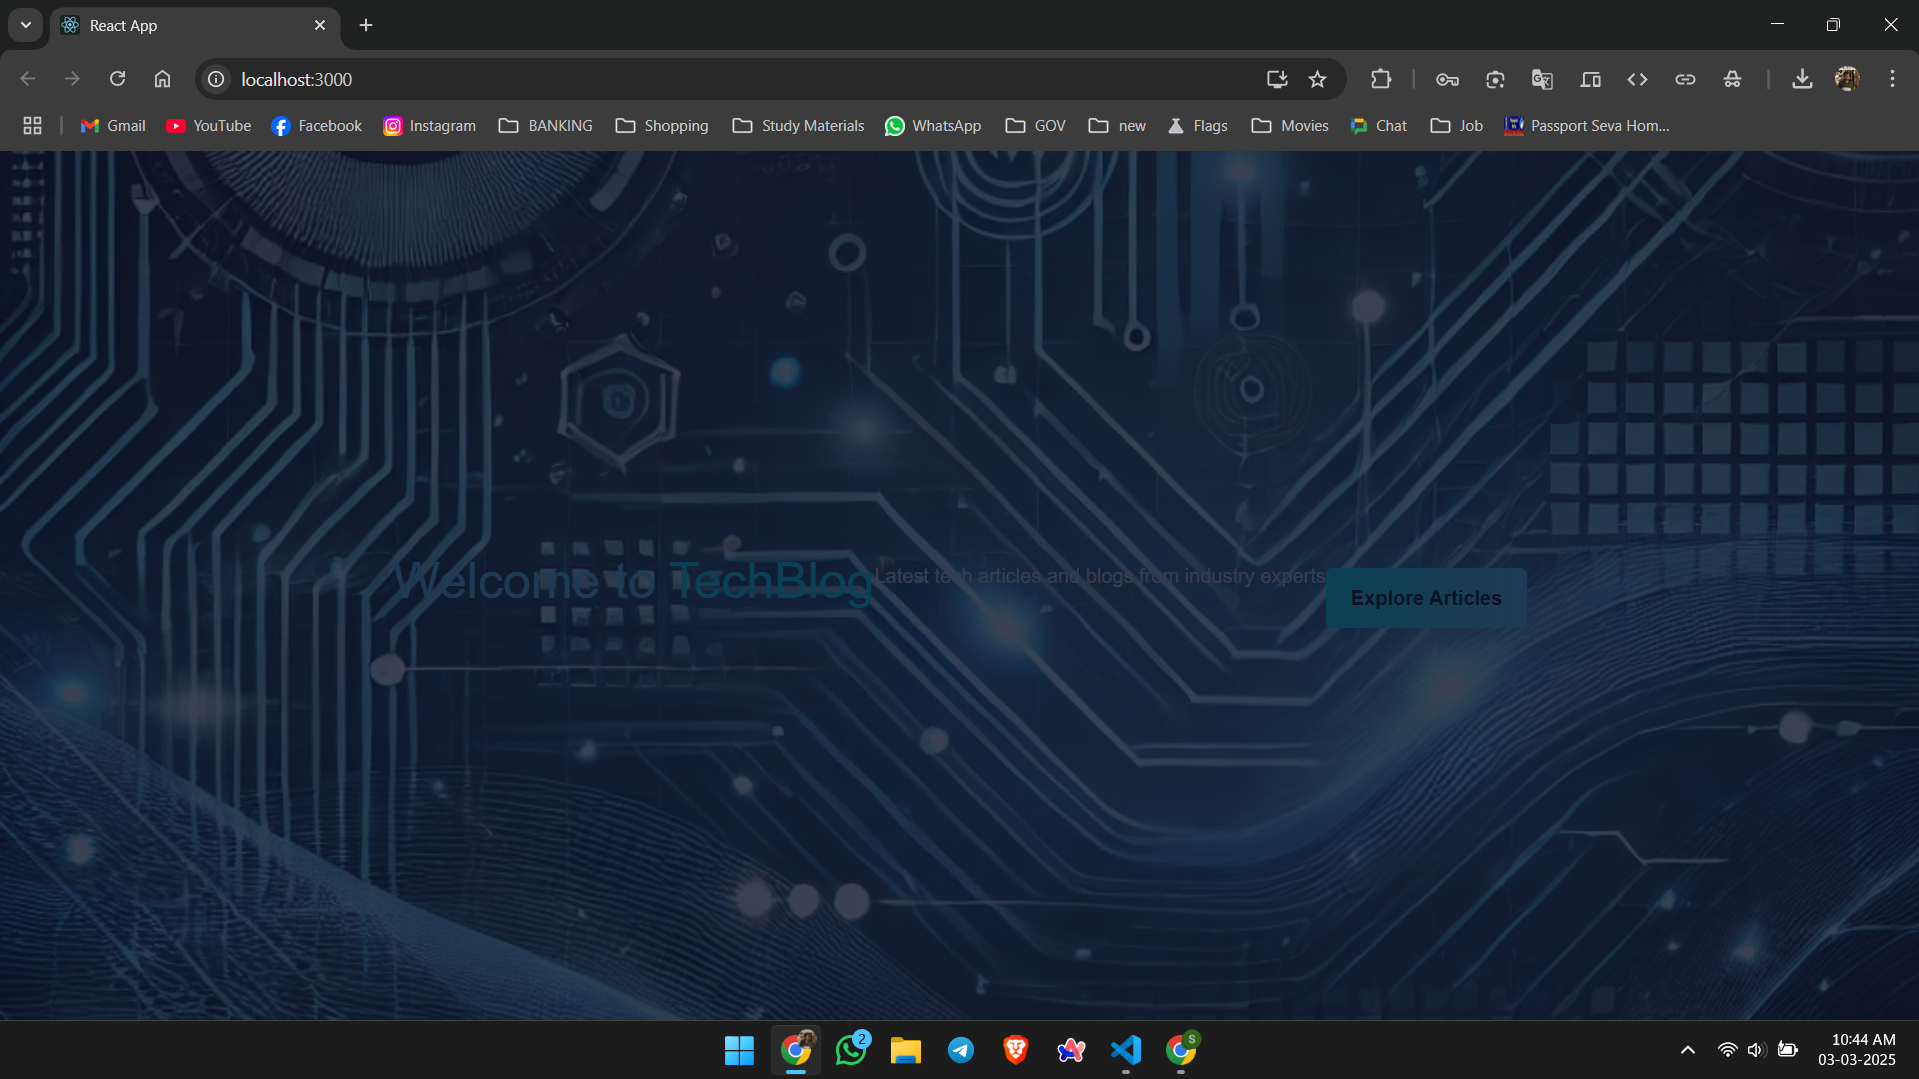 React App
localhost:3000
Gmail YouTube Facebook Instagram BANKING Shopping Study Materials WhatsApp GOV new Flags Movies Chat Job Passport Seva Hom...
Welcome to TechBlog Latest tech articles and blogs from industry experts Explore Articles
2 S
10:44 AM
03-03-2025